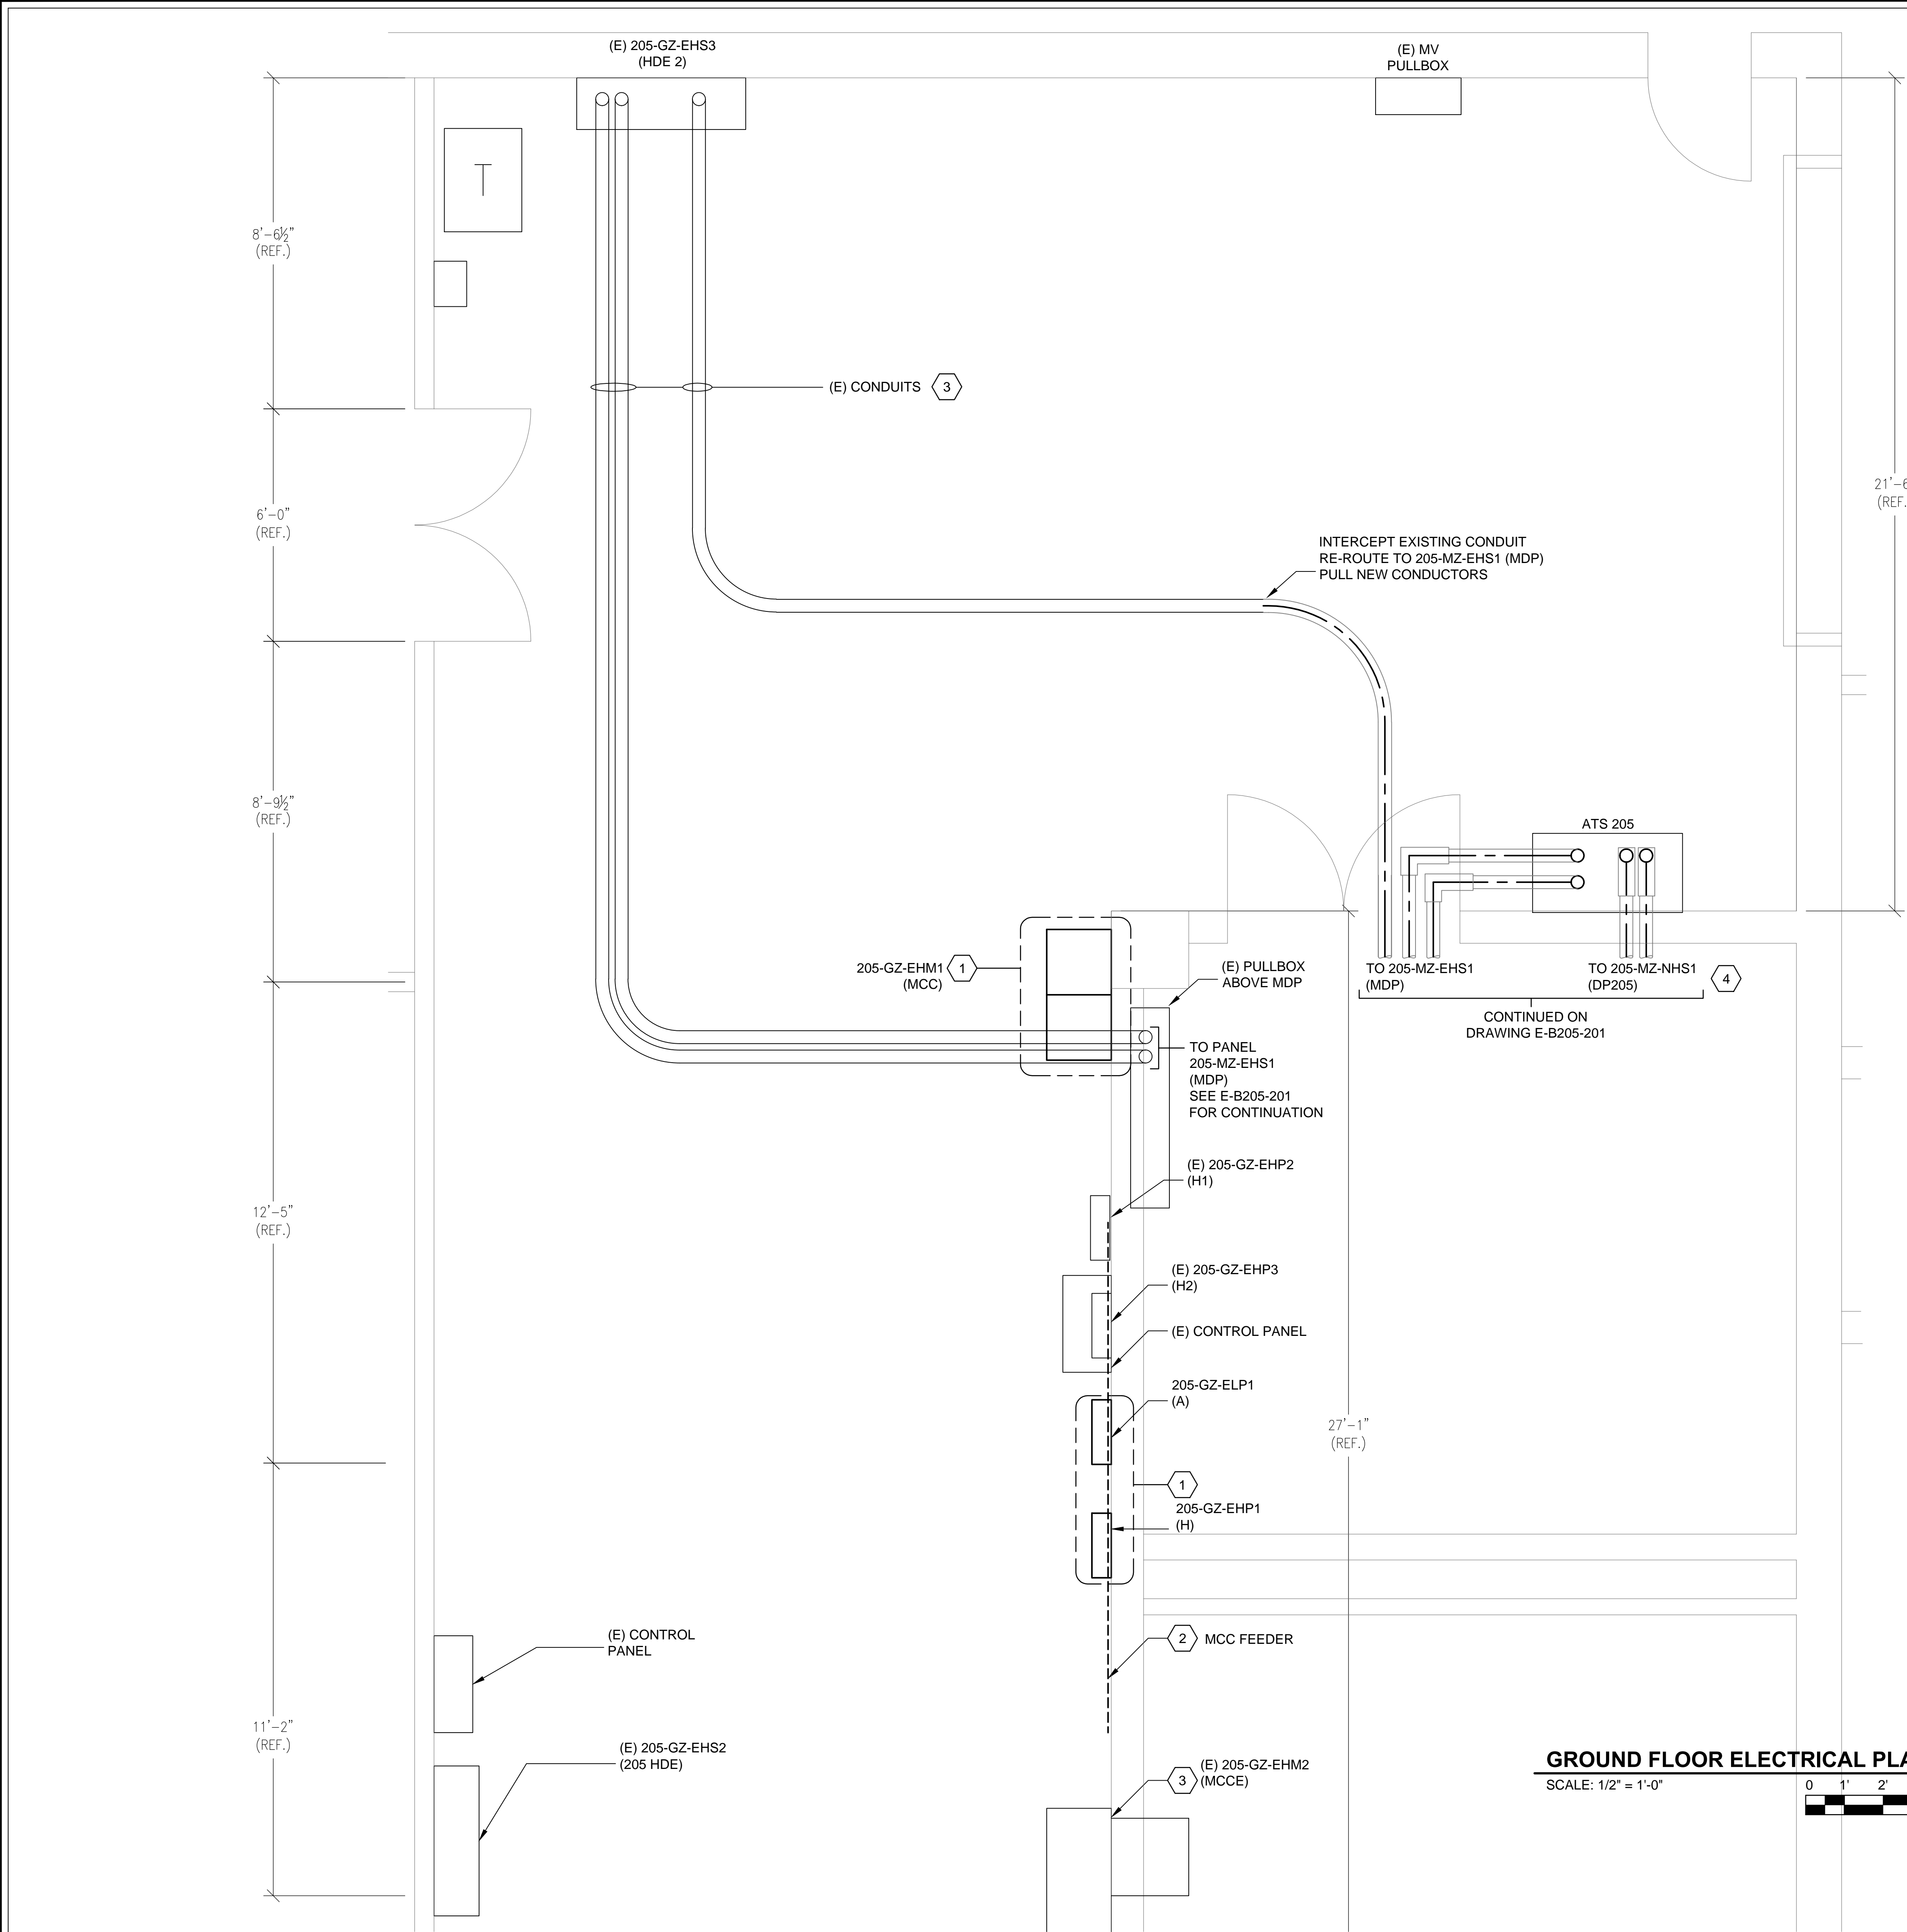 (E) 205-GZ-EHS3
(HDE 2)
(E) MV
PULLBOX
T
8'-6½"
(REF.)
(E) CONDUITS 3
6'-0"
(REF.)
21'-6
(REF.
INTERCEPT EXISTING CONDUIT
RE-ROUTE TO 205-MZ-EHS1 (MDP)
PULL NEW CONDUCTORS
8'-9½"
(REF.)
ATS 205
205-GZ-EHM1 1
(MCC)
(E) PULLBOX
ABOVE MDP
TO 205-MZ-EHS1
(MDP)
TO 205-MZ-NHS1
(DP205)
4
CONTINUED ON
DRAWING E-B205-201
TO PANEL
205-MZ-EHS1
(MDP)
SEE E-B205-201
FOR CONTINUATION
(E) 205-GZ-EHP2
(H1)
12'-5"
(REF.)
(E) 205-GZ-EHP3
(H2)
(E) CONTROL PANEL
205-GZ-ELP1
(A)
27'-1"
(REF.)
1
205-GZ-EHP1
(H)
(E) CONTROL
PANEL
2 MCC FEEDER
11'-2"
(REF.)
(E) 205-GZ-EHS2
(205 HDE)
3
(E) 205-GZ-EHM2
(MCCE)
GROUND FLOOR ELECTRICAL PLA
SCALE: 1/2" = 1'-0"
0 1' 2'